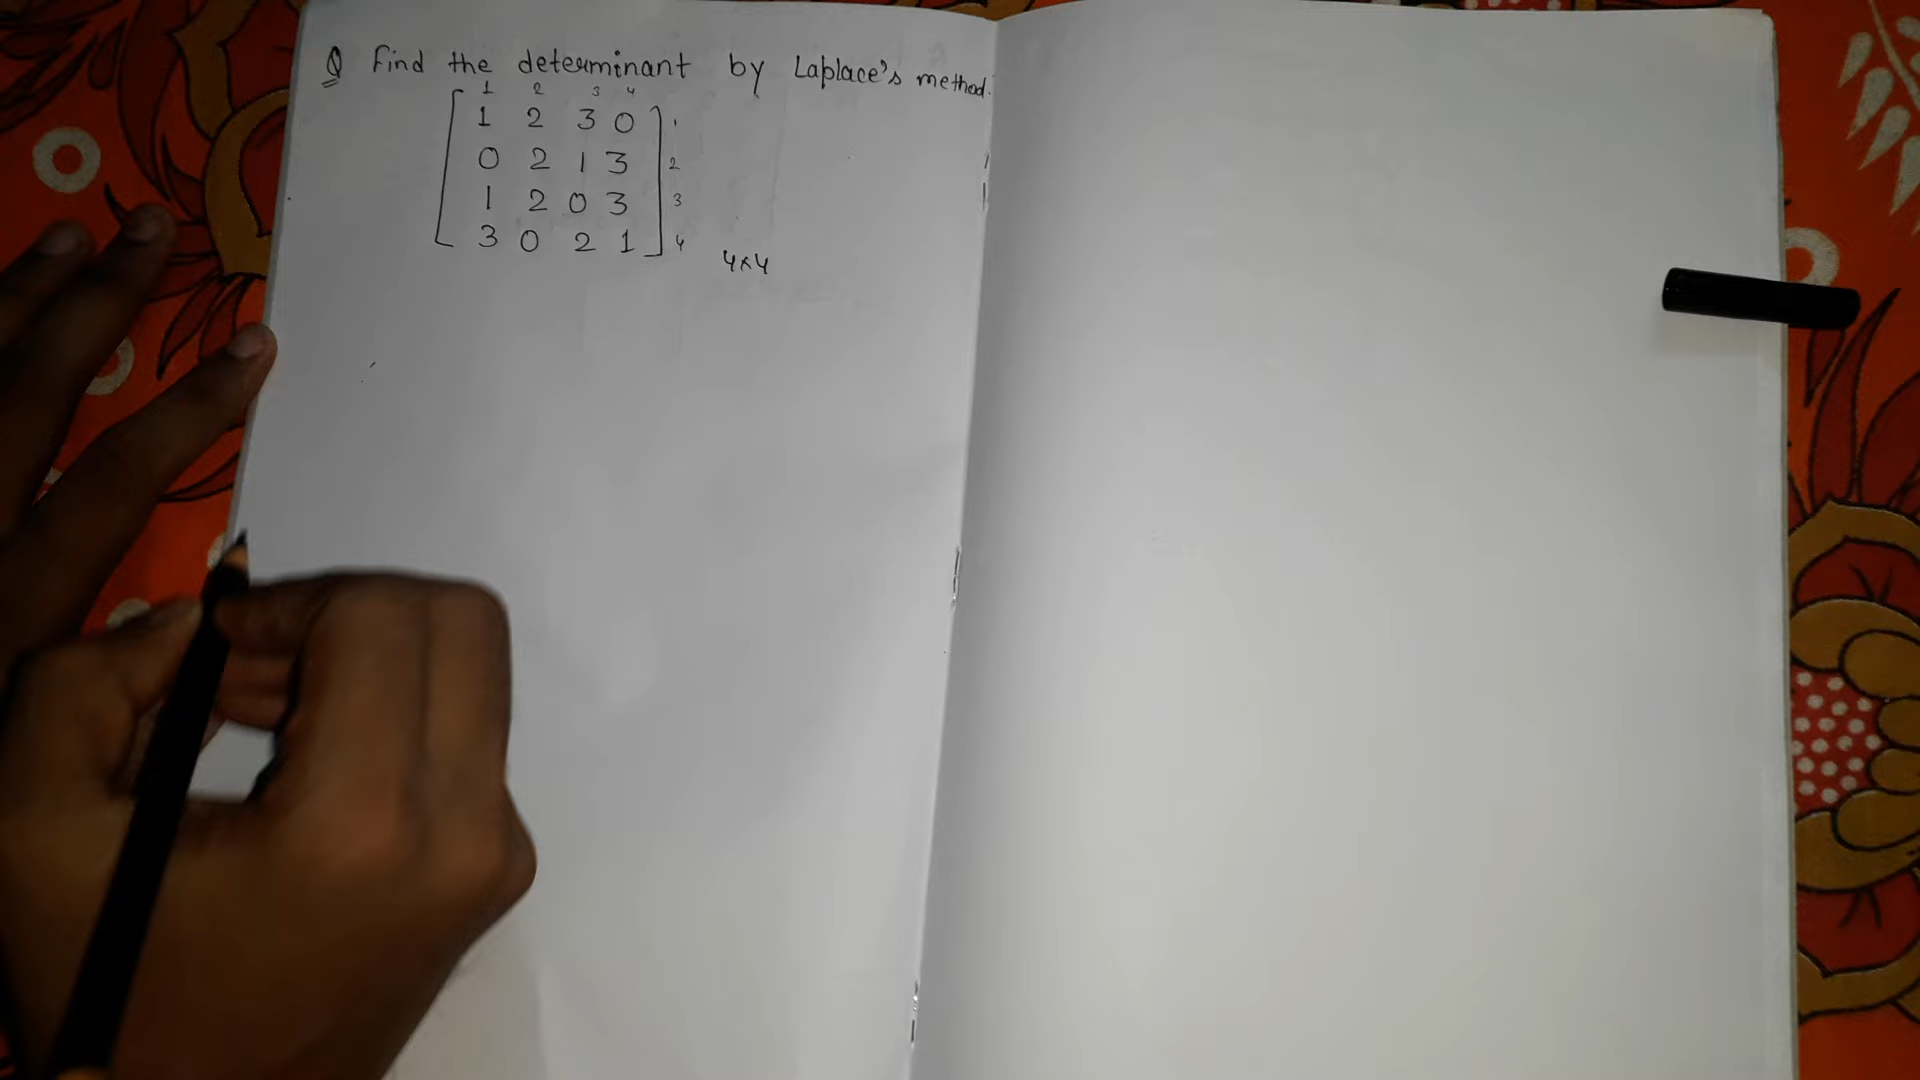 Q Find the determinant by Laplace's method.
1 2 3 4
1 2 3 0 1
0 2 1 3 2
1 2 0 3 3
3 0 2 1 4
4×4